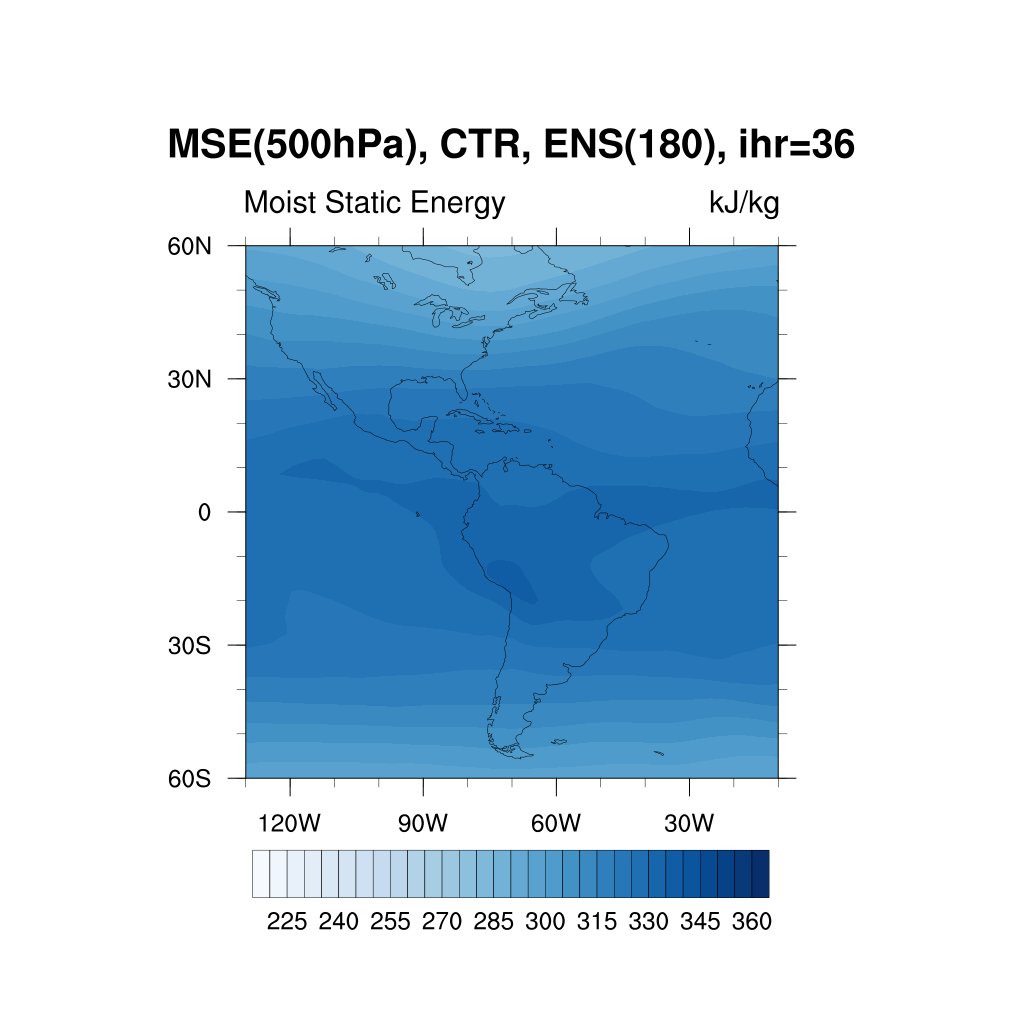 MSE(500hPa), CTR, ENS(180), ihr=36
Moist Static Energy kJ/kg
60N
30N
0
30S
60S
120W 90W 60W 30W
225 240 255 270 285 300 315 330 345 360